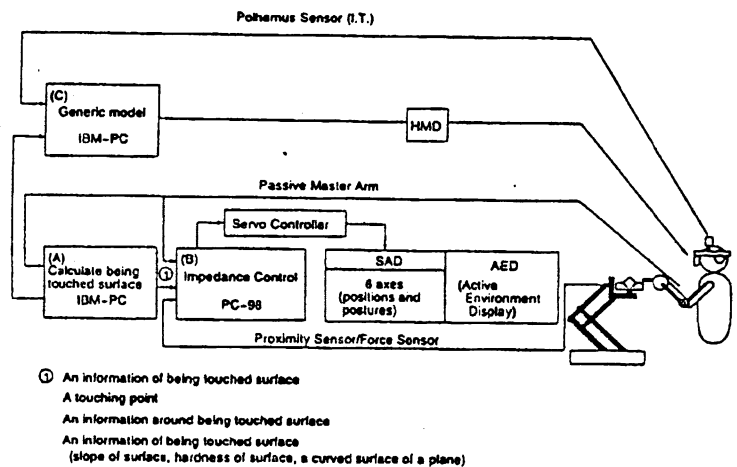 Polhemus Sensor (I.T.)
(C)
Generic model
IBM-PC
HMD
Passive Master Arm
Servo Controller
(A)
Calculate being
touched surface
IBM-PC
①
(B)
Impedance Control
PC-98
SAD
6 axes
(positions and
postures)
AED
(Active
Environment
Display)
Proximity Sensor/Force Sensor
① An information of being touched surface
A touching point
An information around being touched surface
An information of being touched surface
(slope of surface, hardness of surface, a curved surface of a plane)